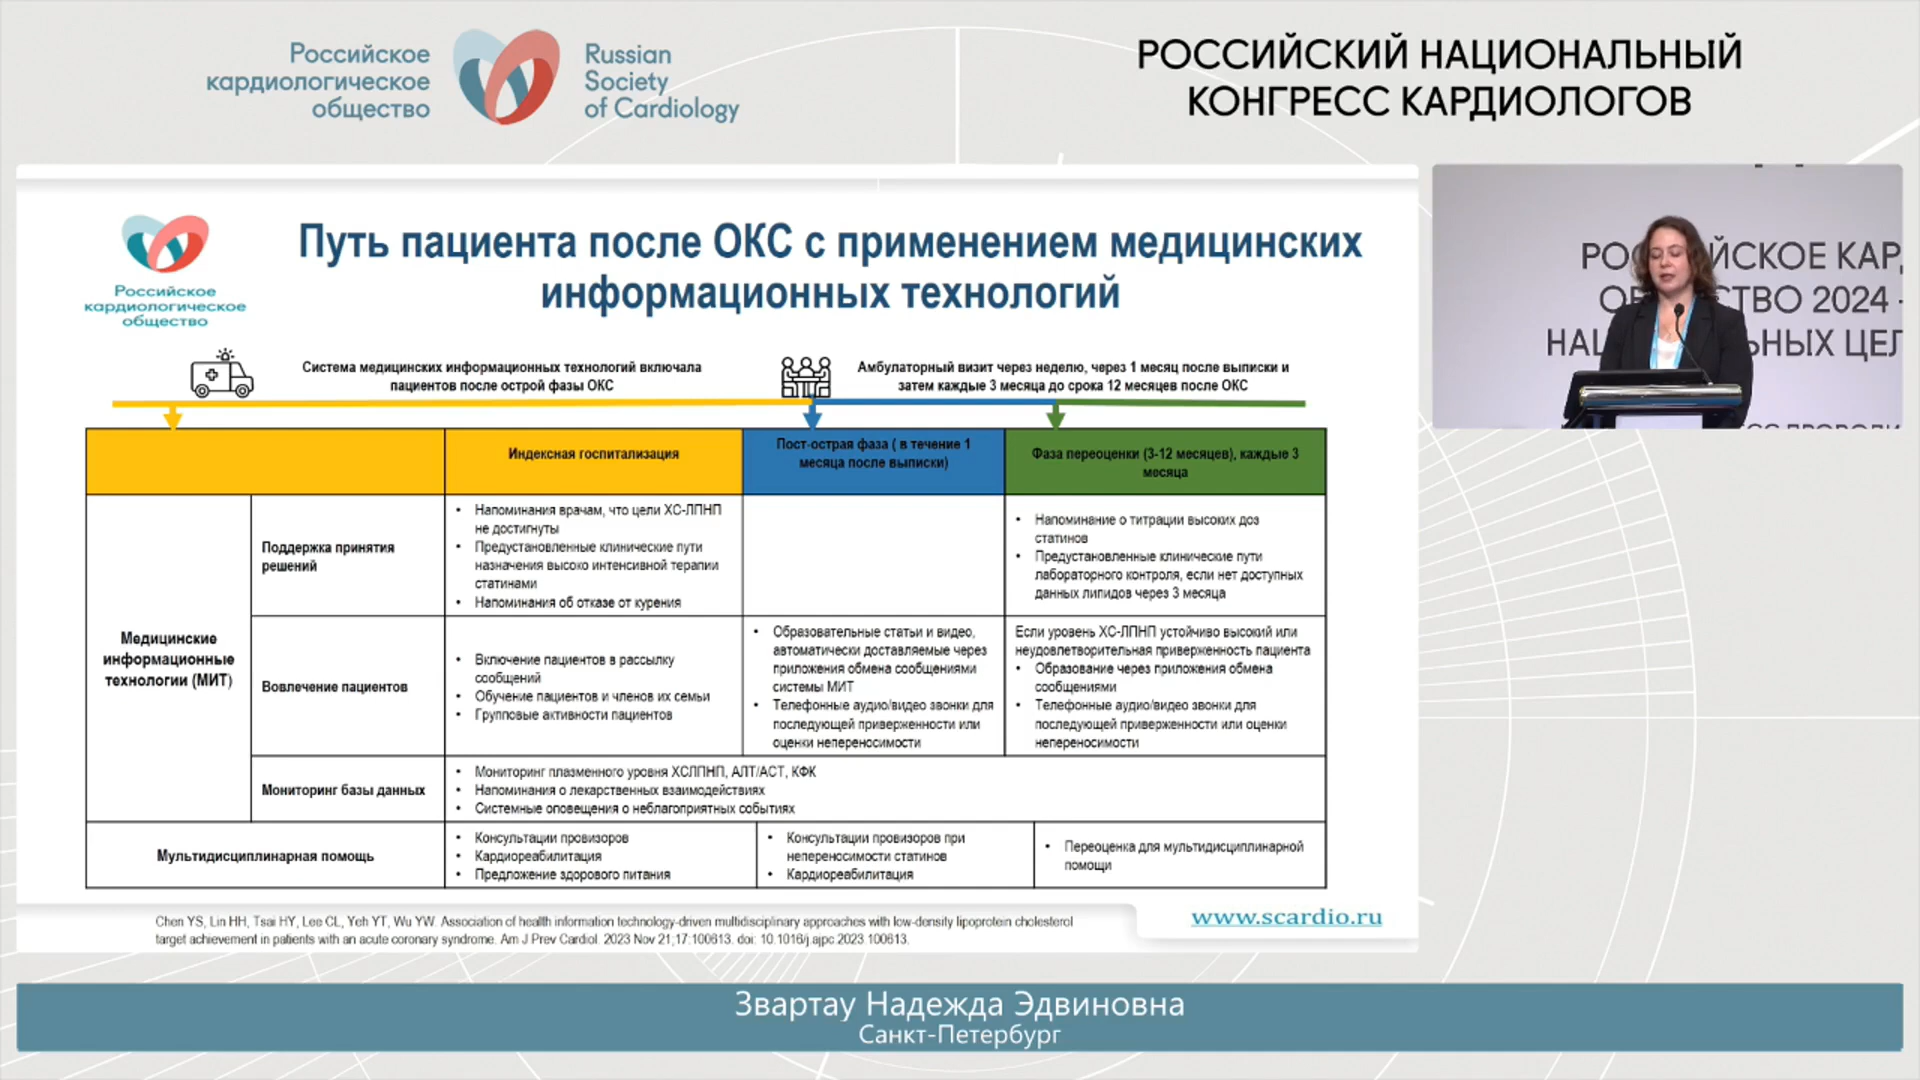 Российское
кардиологическое
общество
Russian
Society
of Cardiology
РОССИЙСКИЙ НАЦИОНАЛЬНЫЙ
КОНГРЕСС КАРДИОЛОГОВ
Российское
кардиологическое
общество
Путь пациента после ОКС с применением медицинских
информационных технологий
Система медицинских информационных технологий включала
пациентов после острой фазы ОКС
Амбулаторный визит через неделю, через 1 месяц после выписки и
затем каждые 3 месяца до срока 12 месяцев после ОКС
Индексная госпитализация
Пост-острая фаза ( в течение 1
месяца после выписки)
Фаза переоценки (3-12 месяцев), каждые 3
месяца
Медицинские
информационные
технологии (МИТ)
Поддержка принятия
решений
• Напоминания врачам, что цели ХС-ЛПНП
не достигнуты
• Предустановленные клинические пути
назначения высоко интенсивной терапии
статинами
• Напоминания об отказе от курения
• Напоминание о титрации высоких доз
статинов
• Предустановленные клинические пути
лабораторного контроля, если нет доступных
данных липидов через 3 месяца
Вовлечение пациентов
• Включение пациентов в рассылку
сообщений
• Обучение пациентов и членов их семьи
• Групповые активности пациентов
• Образовательные статьи и видео,
автоматически доставляемые через
приложения обмена сообщениями
системы МИТ
• Телефонные аудио/видео звонки для
последующей приверженности или
оценки непереносимости
Если уровень ХС-ЛПНП устойчиво высокий или
неудовлетворительная приверженность пациента
• Образование через приложения обмена
сообщениями
• Телефонные аудио/видео звонки для
последующей приверженности или оценки
непереносимости
Мониторинг базы данных
• Мониторинг плазменного уровня ХСЛПНП, АЛТ/АСТ, КФК
• Напоминания о лекарственных взаимодействиях
• Системные оповещения о неблагоприятных событиях
Мультидисциплинарная помощь
• Консультации провизоров
• Кардиореабилитация
• Предложение здорового питания
• Консультации провизоров при
непереносимости статинов
• Кардиореабилитация
• Переоценка для мультидисциплинарной
помощи
Chen YS, Lin HH, Tsai HY, Lee CL, Yeh YT, Wu YW. Association of health information technology-driven multidisciplinary approaches with low-density lipoprotein cholesterol
target achievement in patients with an acute coronary syndrome. Am J Prev Cardiol. 2023 Nov 21;17:100613. doi: 10.1016/j.ajpc.2023.100613.
www.scardio.ru
РО ЙСКОЕ КАР
ОБ СТВО 2024 -
НАЦ ЬНЫХ ЦЕЛ
Звартау Надежда Эдвиновна
Санкт-Петербург